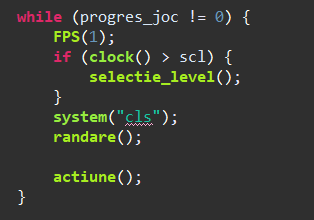 while (progres_joc != 0) {
    FPS(1);
    if (clock() > scl) {
        selectie_level();
    }
    system("cls");
    randare();

    actiune();
}